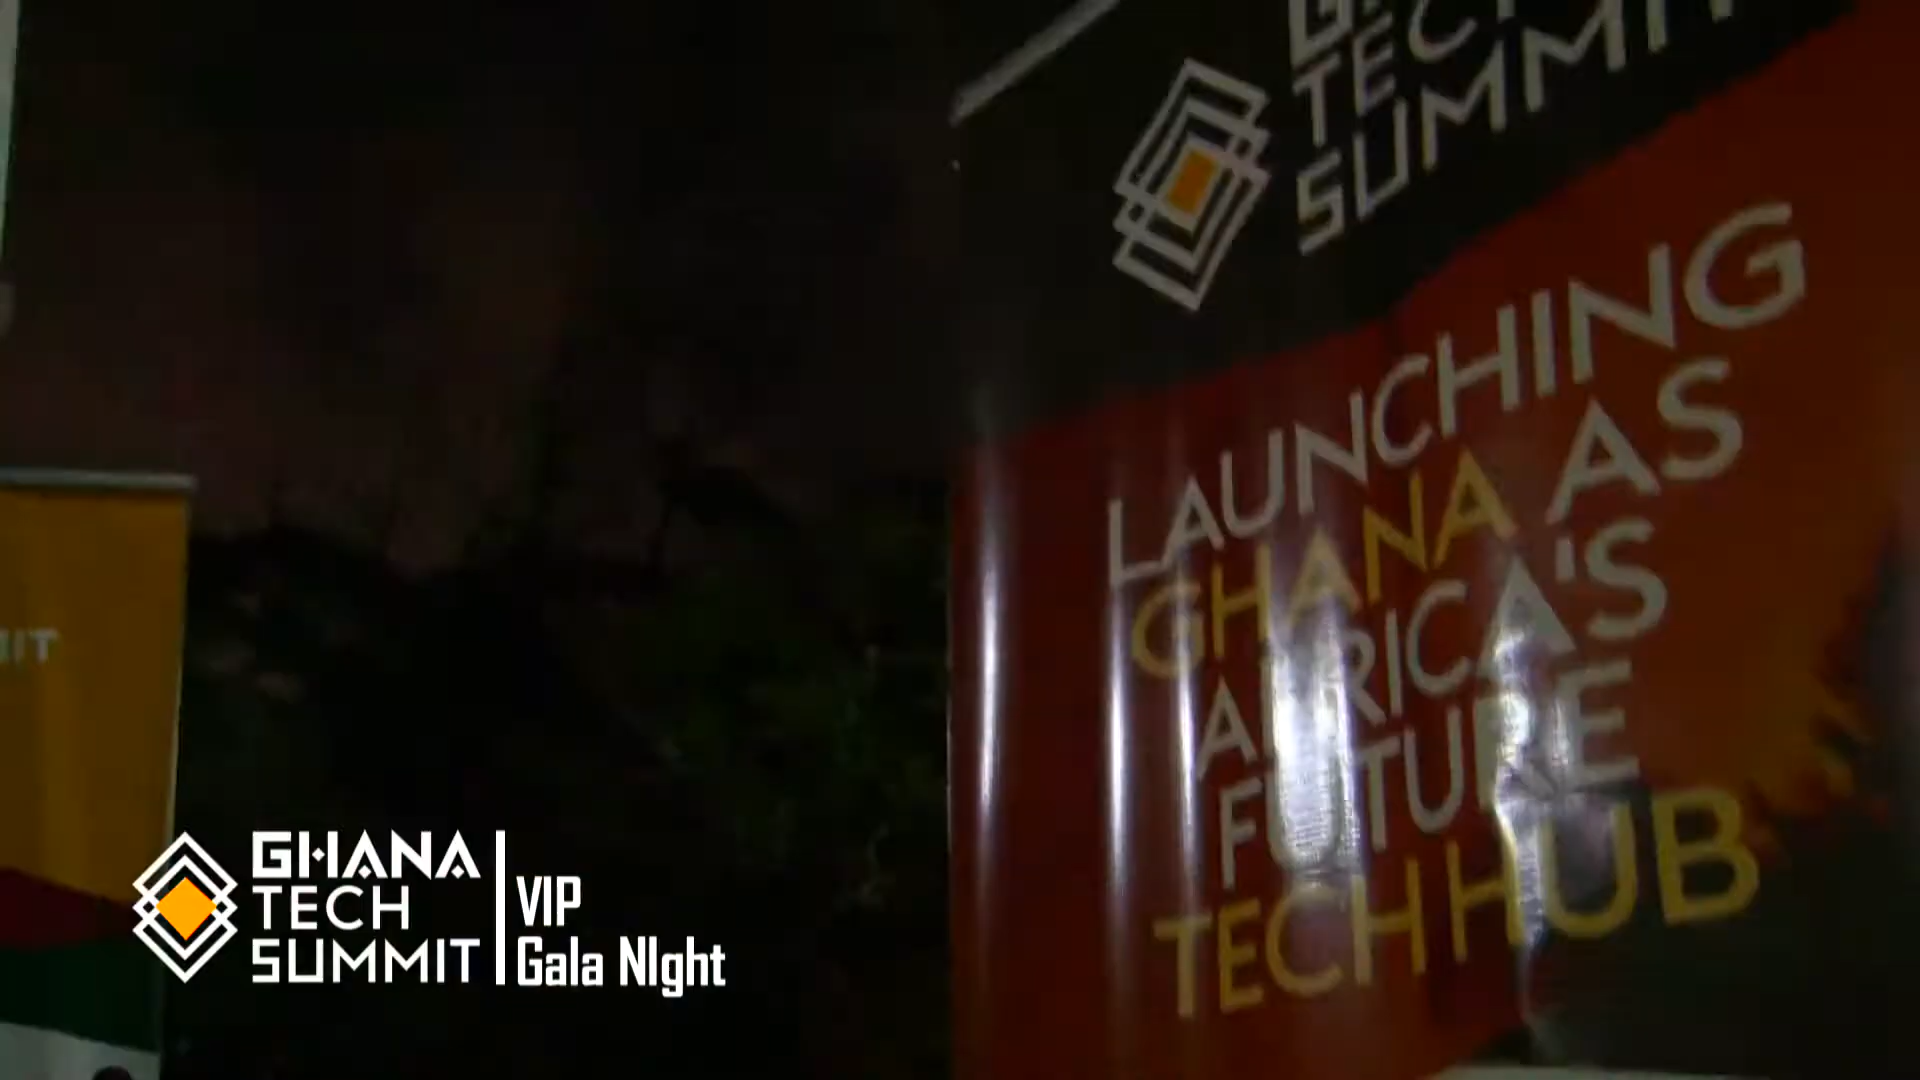 TECH
SUMMIT
LAUNCHING
GHANA AS
AFRICA'S
FUTURE
TECH HUB
GHANA
TECH
SUMMIT
VIP
Gala NIght